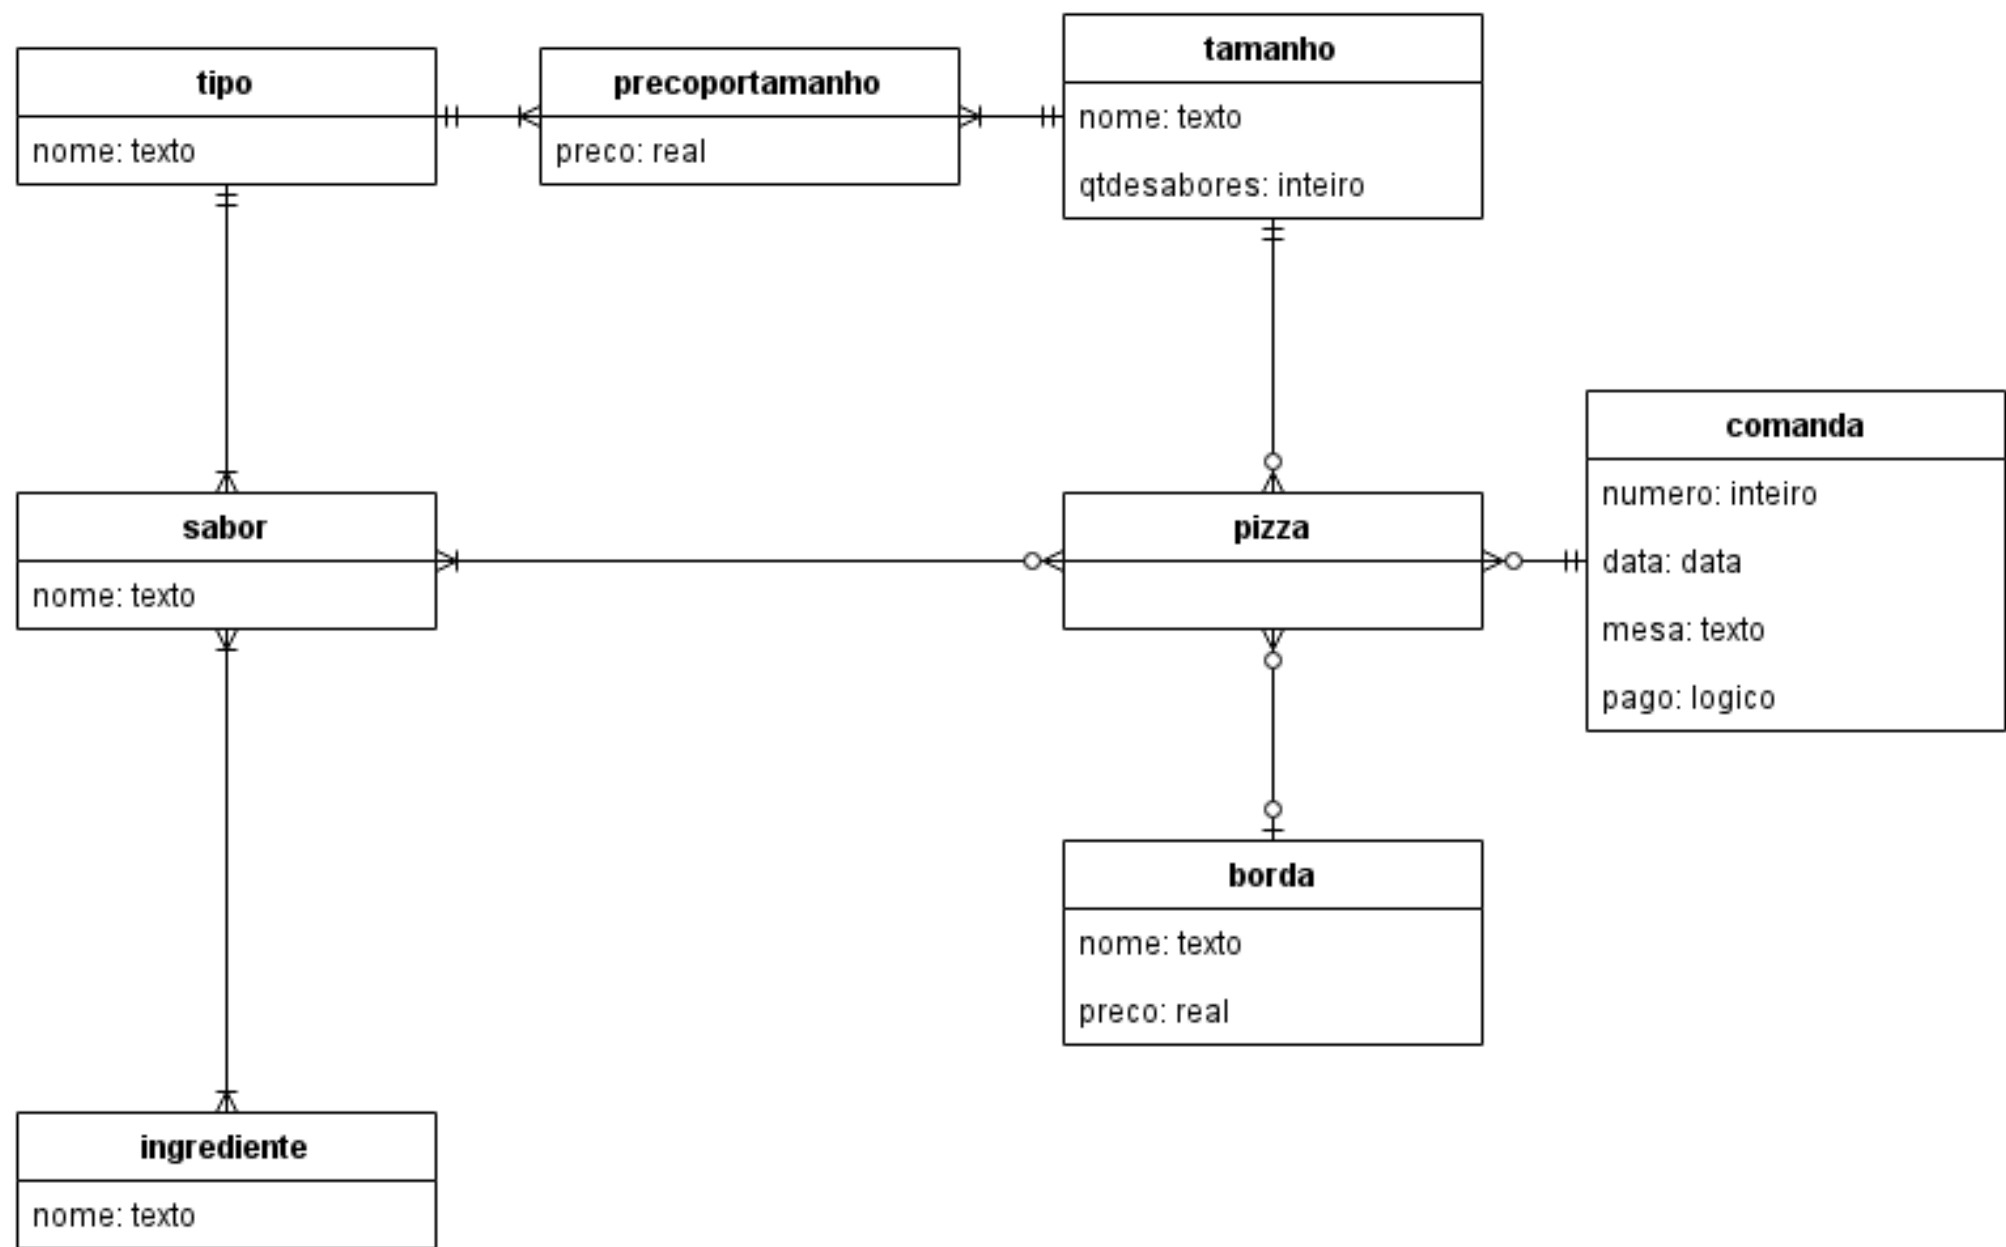 tipo
nome: texto
precoportamanho
preco: real
tamanho
nome: texto
qtdesabores: inteiro
sabor
nome: texto
pizza
comanda
numero: inteiro
data: data
mesa: texto
pago: logico
borda
nome: texto
preco: real
ingrediente
nome: texto